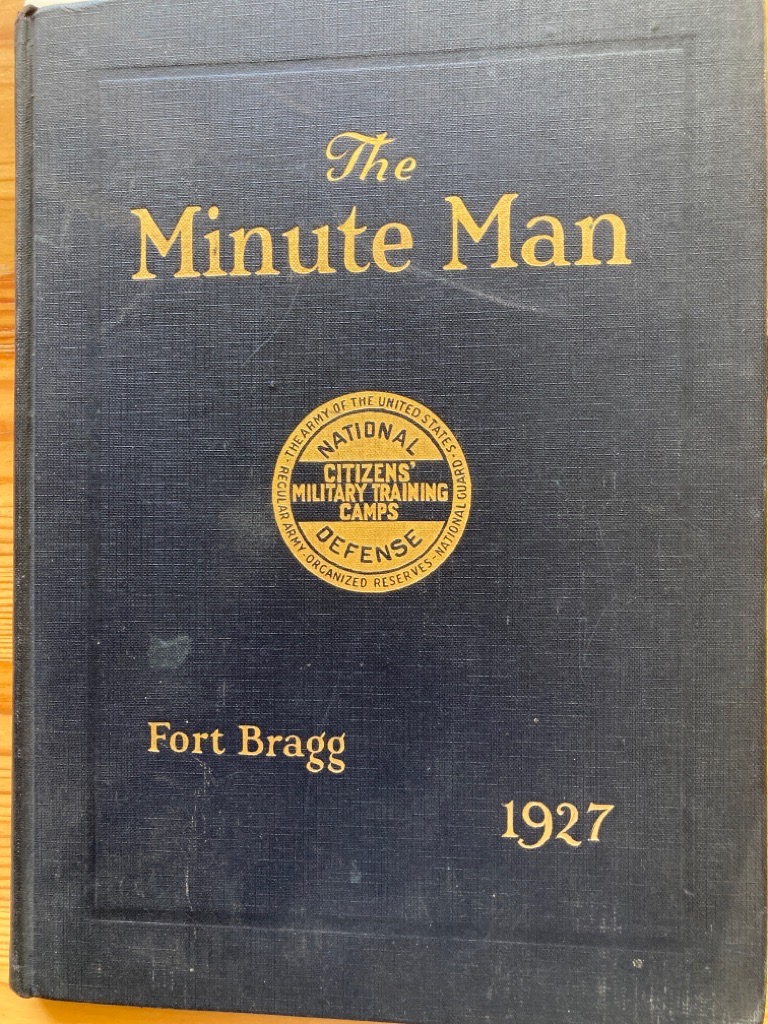 The
Minute Man
·THE ARMY OF THE UNITED STATES·
NATIONAL
CITIZENS'
MILITARY TRAINING
CAMPS
DEFENSE
REGULAR ARMY-ORGANIZED RESERVES-NATIONAL GUARD
Fort Bragg
1927